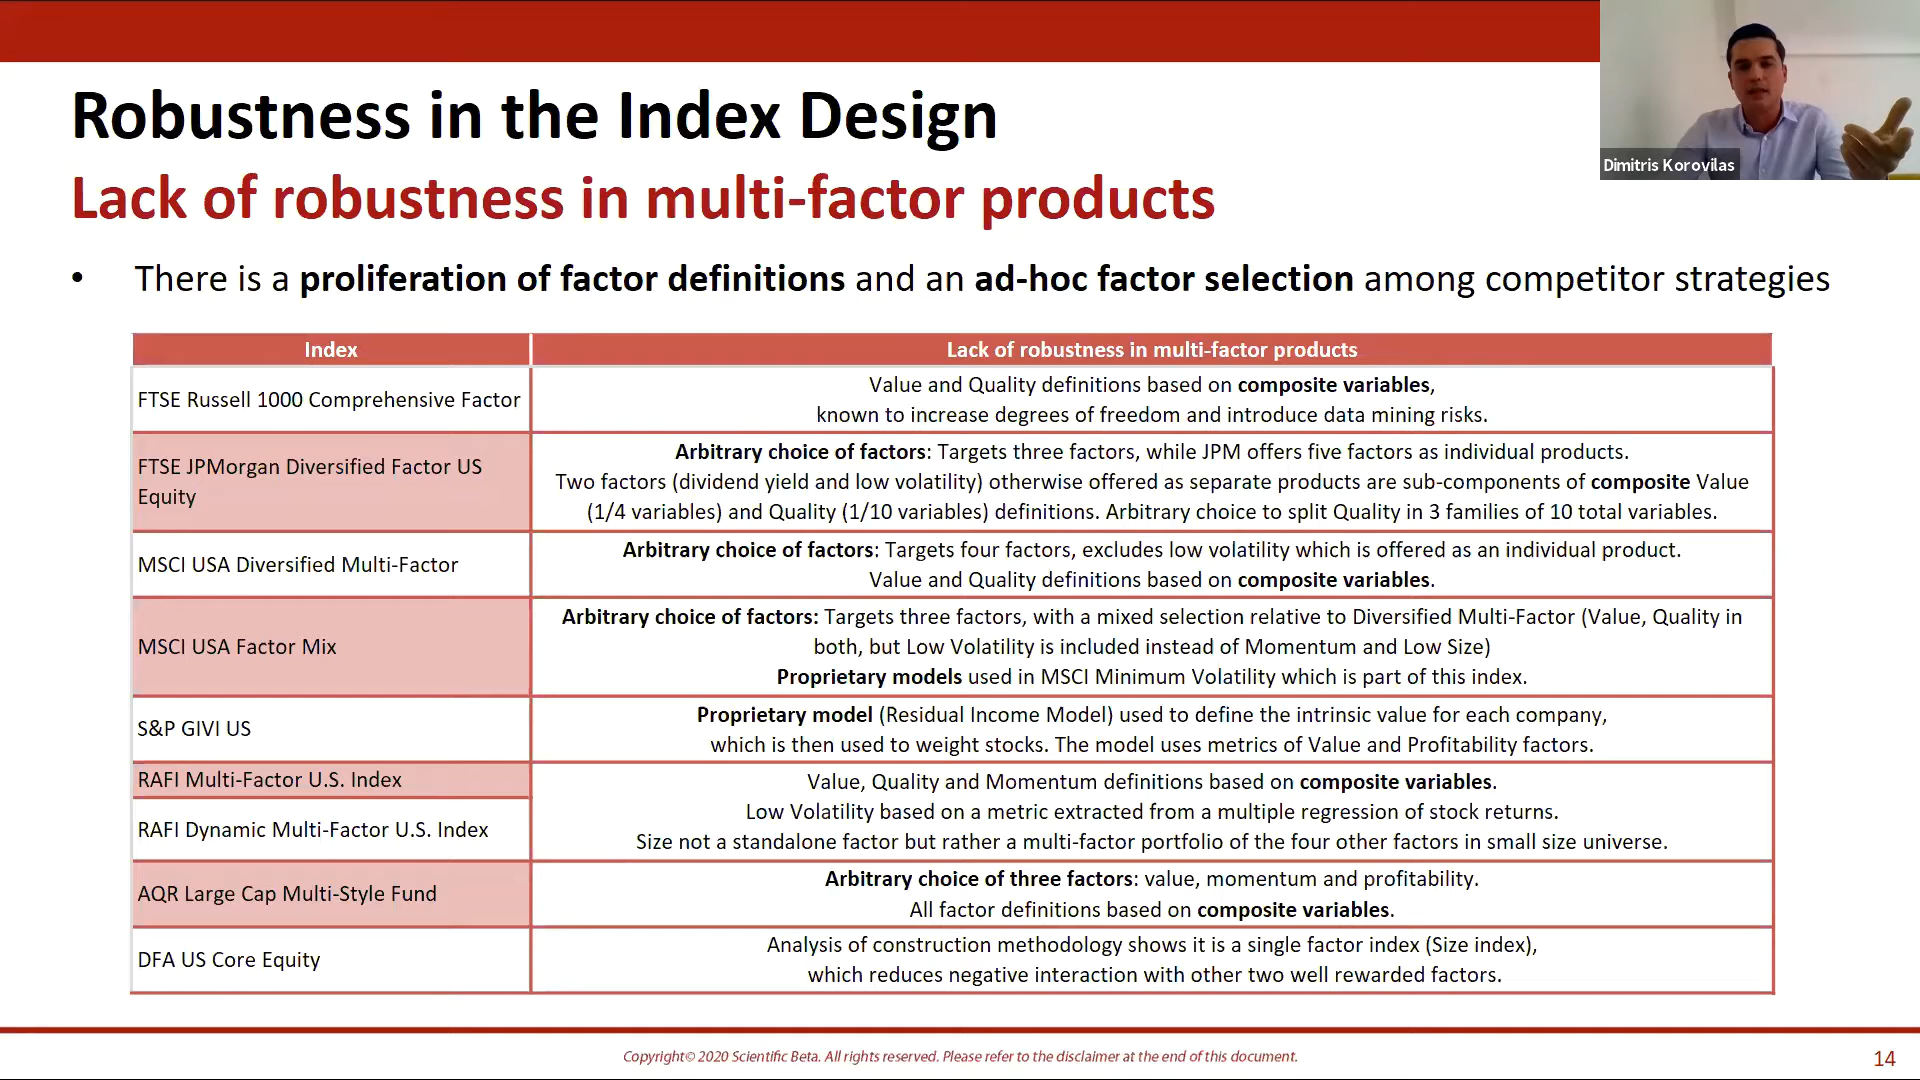 Robustness in the Index Design
Lack of robustness in multi-factor products
Dimitris Korovilas
• There is a proliferation of factor definitions and an ad-hoc factor selection among competitor strategies
Index
Lack of robustness in multi-factor products
FTSE Russell 1000 Comprehensive Factor
Value and Quality definitions based on composite variables,
known to increase degrees of freedom and introduce data mining risks.
FTSE JPMorgan Diversified Factor US
Equity
Arbitrary choice of factors: Targets three factors, while JPM offers five factors as individual products.
Two factors (dividend yield and low volatility) otherwise offered as separate products are sub-components of composite Value
(1/4 variables) and Quality (1/10 variables) definitions. Arbitrary choice to split Quality in 3 families of 10 total variables.
MSCI USA Diversified Multi-Factor
Arbitrary choice of factors: Targets four factors, excludes low volatility which is offered as an individual product.
Value and Quality definitions based on composite variables.
MSCI USA Factor Mix
Arbitrary choice of factors: Targets three factors, with a mixed selection relative to Diversified Multi-Factor (Value, Quality in
both, but Low Volatility is included instead of Momentum and Low Size)
Proprietary models used in MSCI Minimum Volatility which is part of this index.
S&P GIVI US
Proprietary model (Residual Income Model) used to define the intrinsic value for each company,
which is then used to weight stocks. The model uses metrics of Value and Profitability factors.
RAFI Multi-Factor U.S. Index
RAFI Dynamic Multi-Factor U.S. Index
Value, Quality and Momentum definitions based on composite variables.
Low Volatility based on a metric extracted from a multiple regression of stock returns.
Size not a standalone factor but rather a multi-factor portfolio of the four other factors in small size universe.
AQR Large Cap Multi-Style Fund
Arbitrary choice of three factors: value, momentum and profitability.
All factor definitions based on composite variables.
DFA US Core Equity
Analysis of construction methodology shows it is a single factor index (Size index),
which reduces negative interaction with other two well rewarded factors.
Copyright© 2020 Scientific Beta. All rights reserved. Please refer to the disclaimer at the end of this document.
14